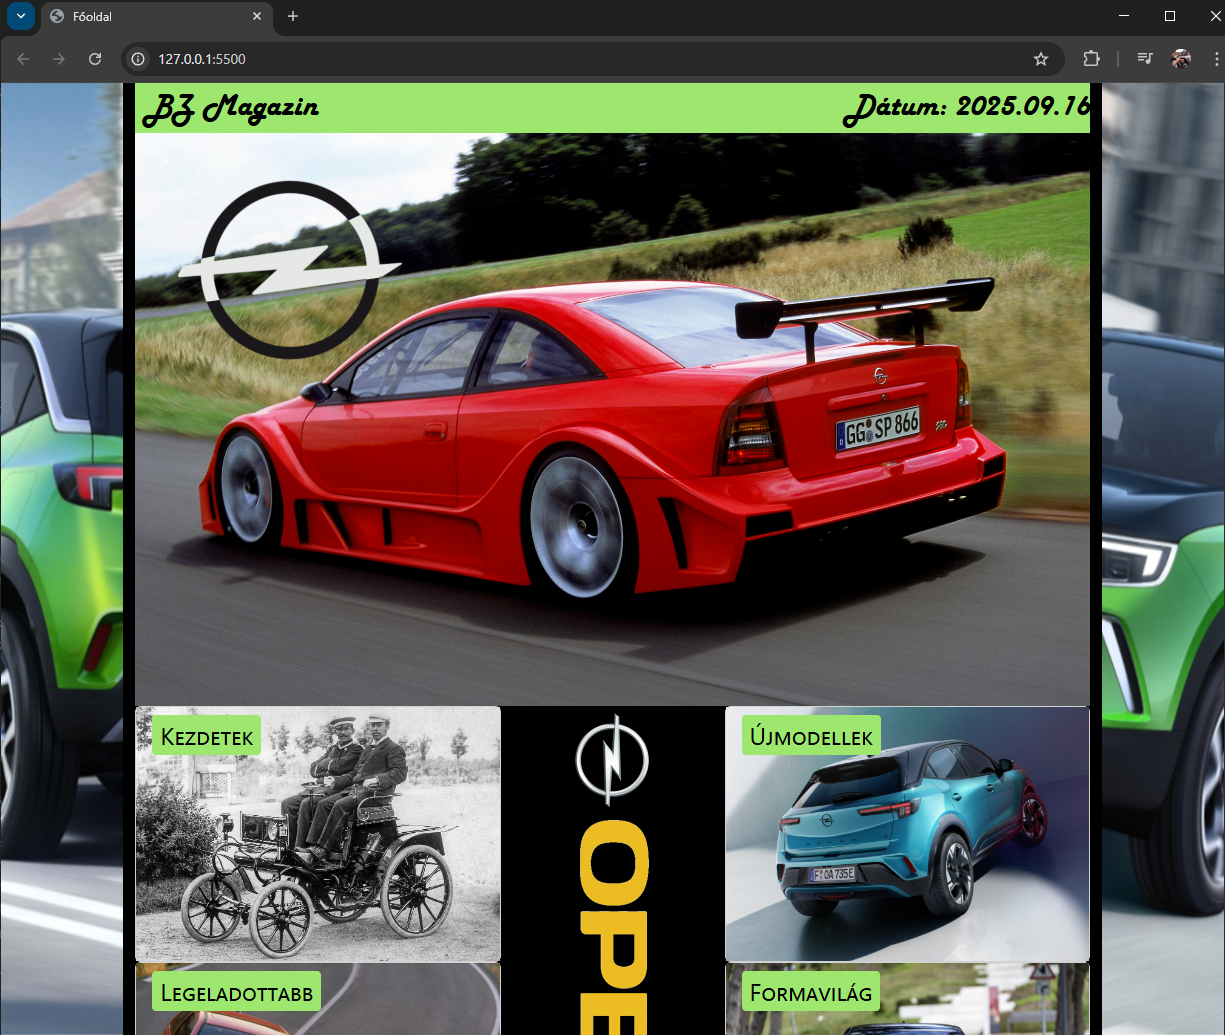 Főoldal
127.0.0.1:5500
BZ Magazin
Dátum: 2025.09.16
GG SP 866
Kezdetek
Újmodellek
F OA 735E
OPE
Legeladottabb
Formavilág